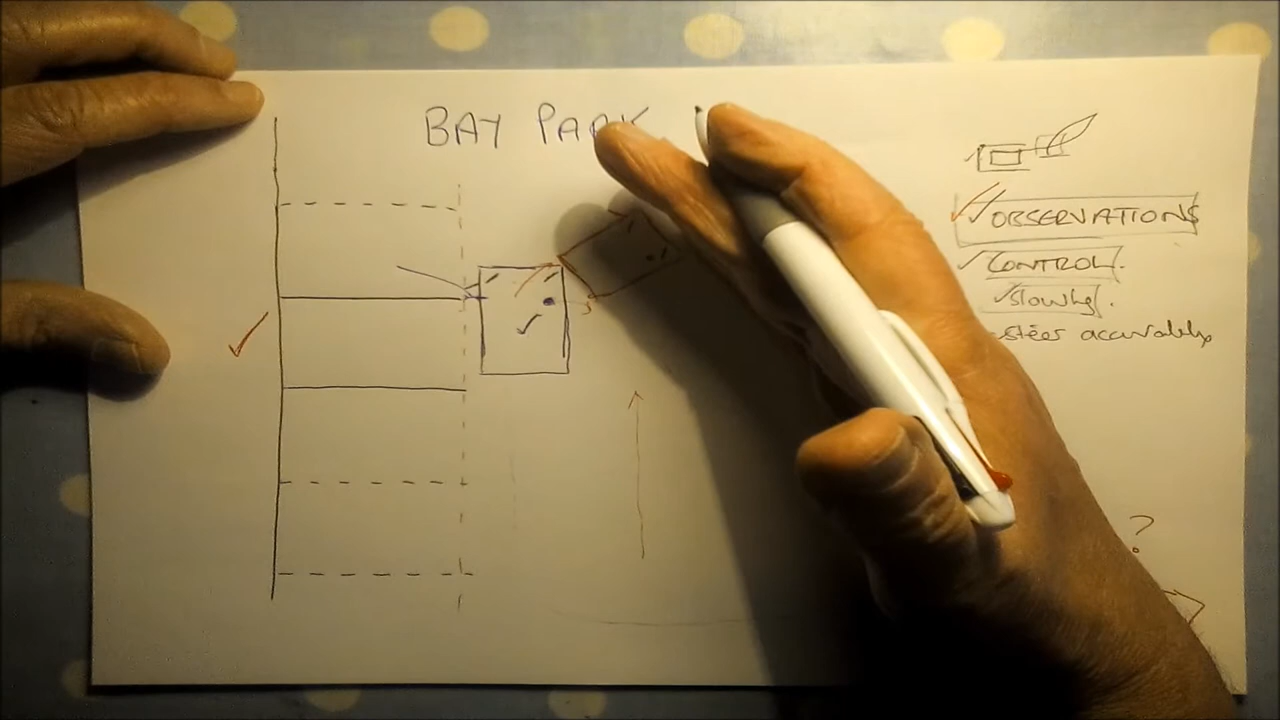 BAY PARK
OBSERVATIONS
CONTROL.
slowly.
steer accurately
?